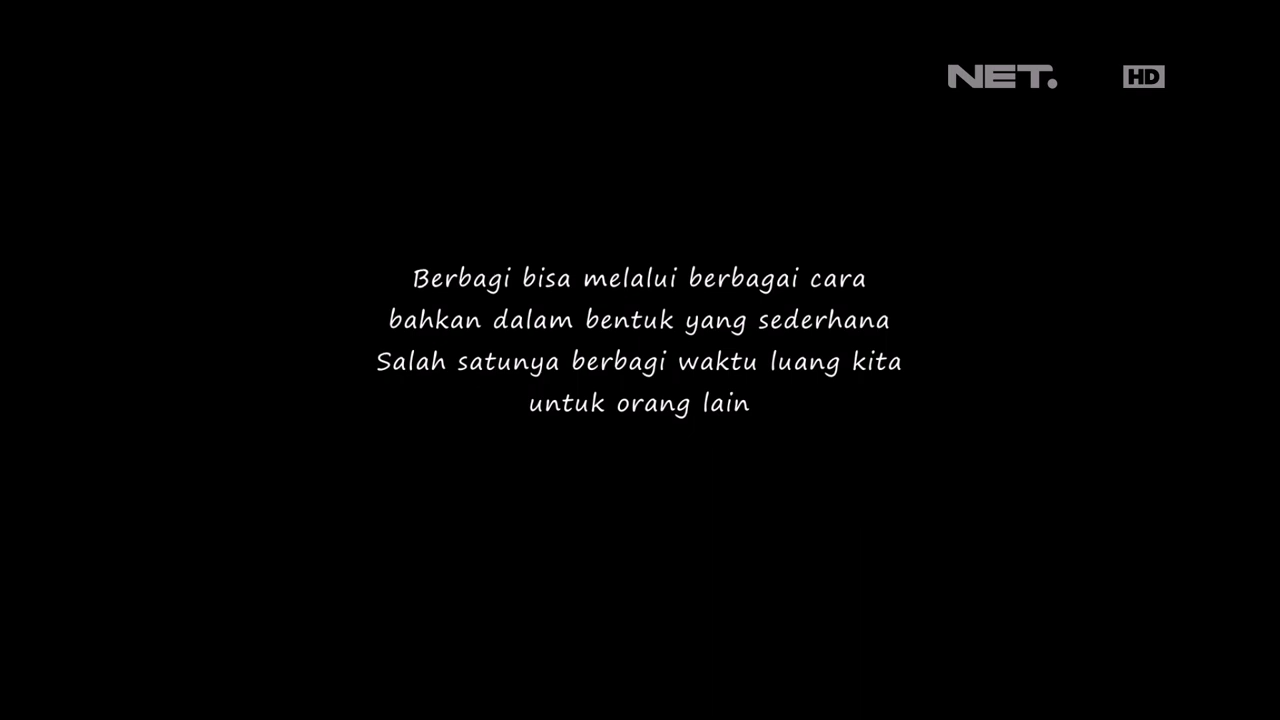 NET. HD
Berbagi bisa melalui berbagai cara
bahkan dalam bentuk yang sederhana
Salah satunya berbagi waktu luang kita
untuk orang lain